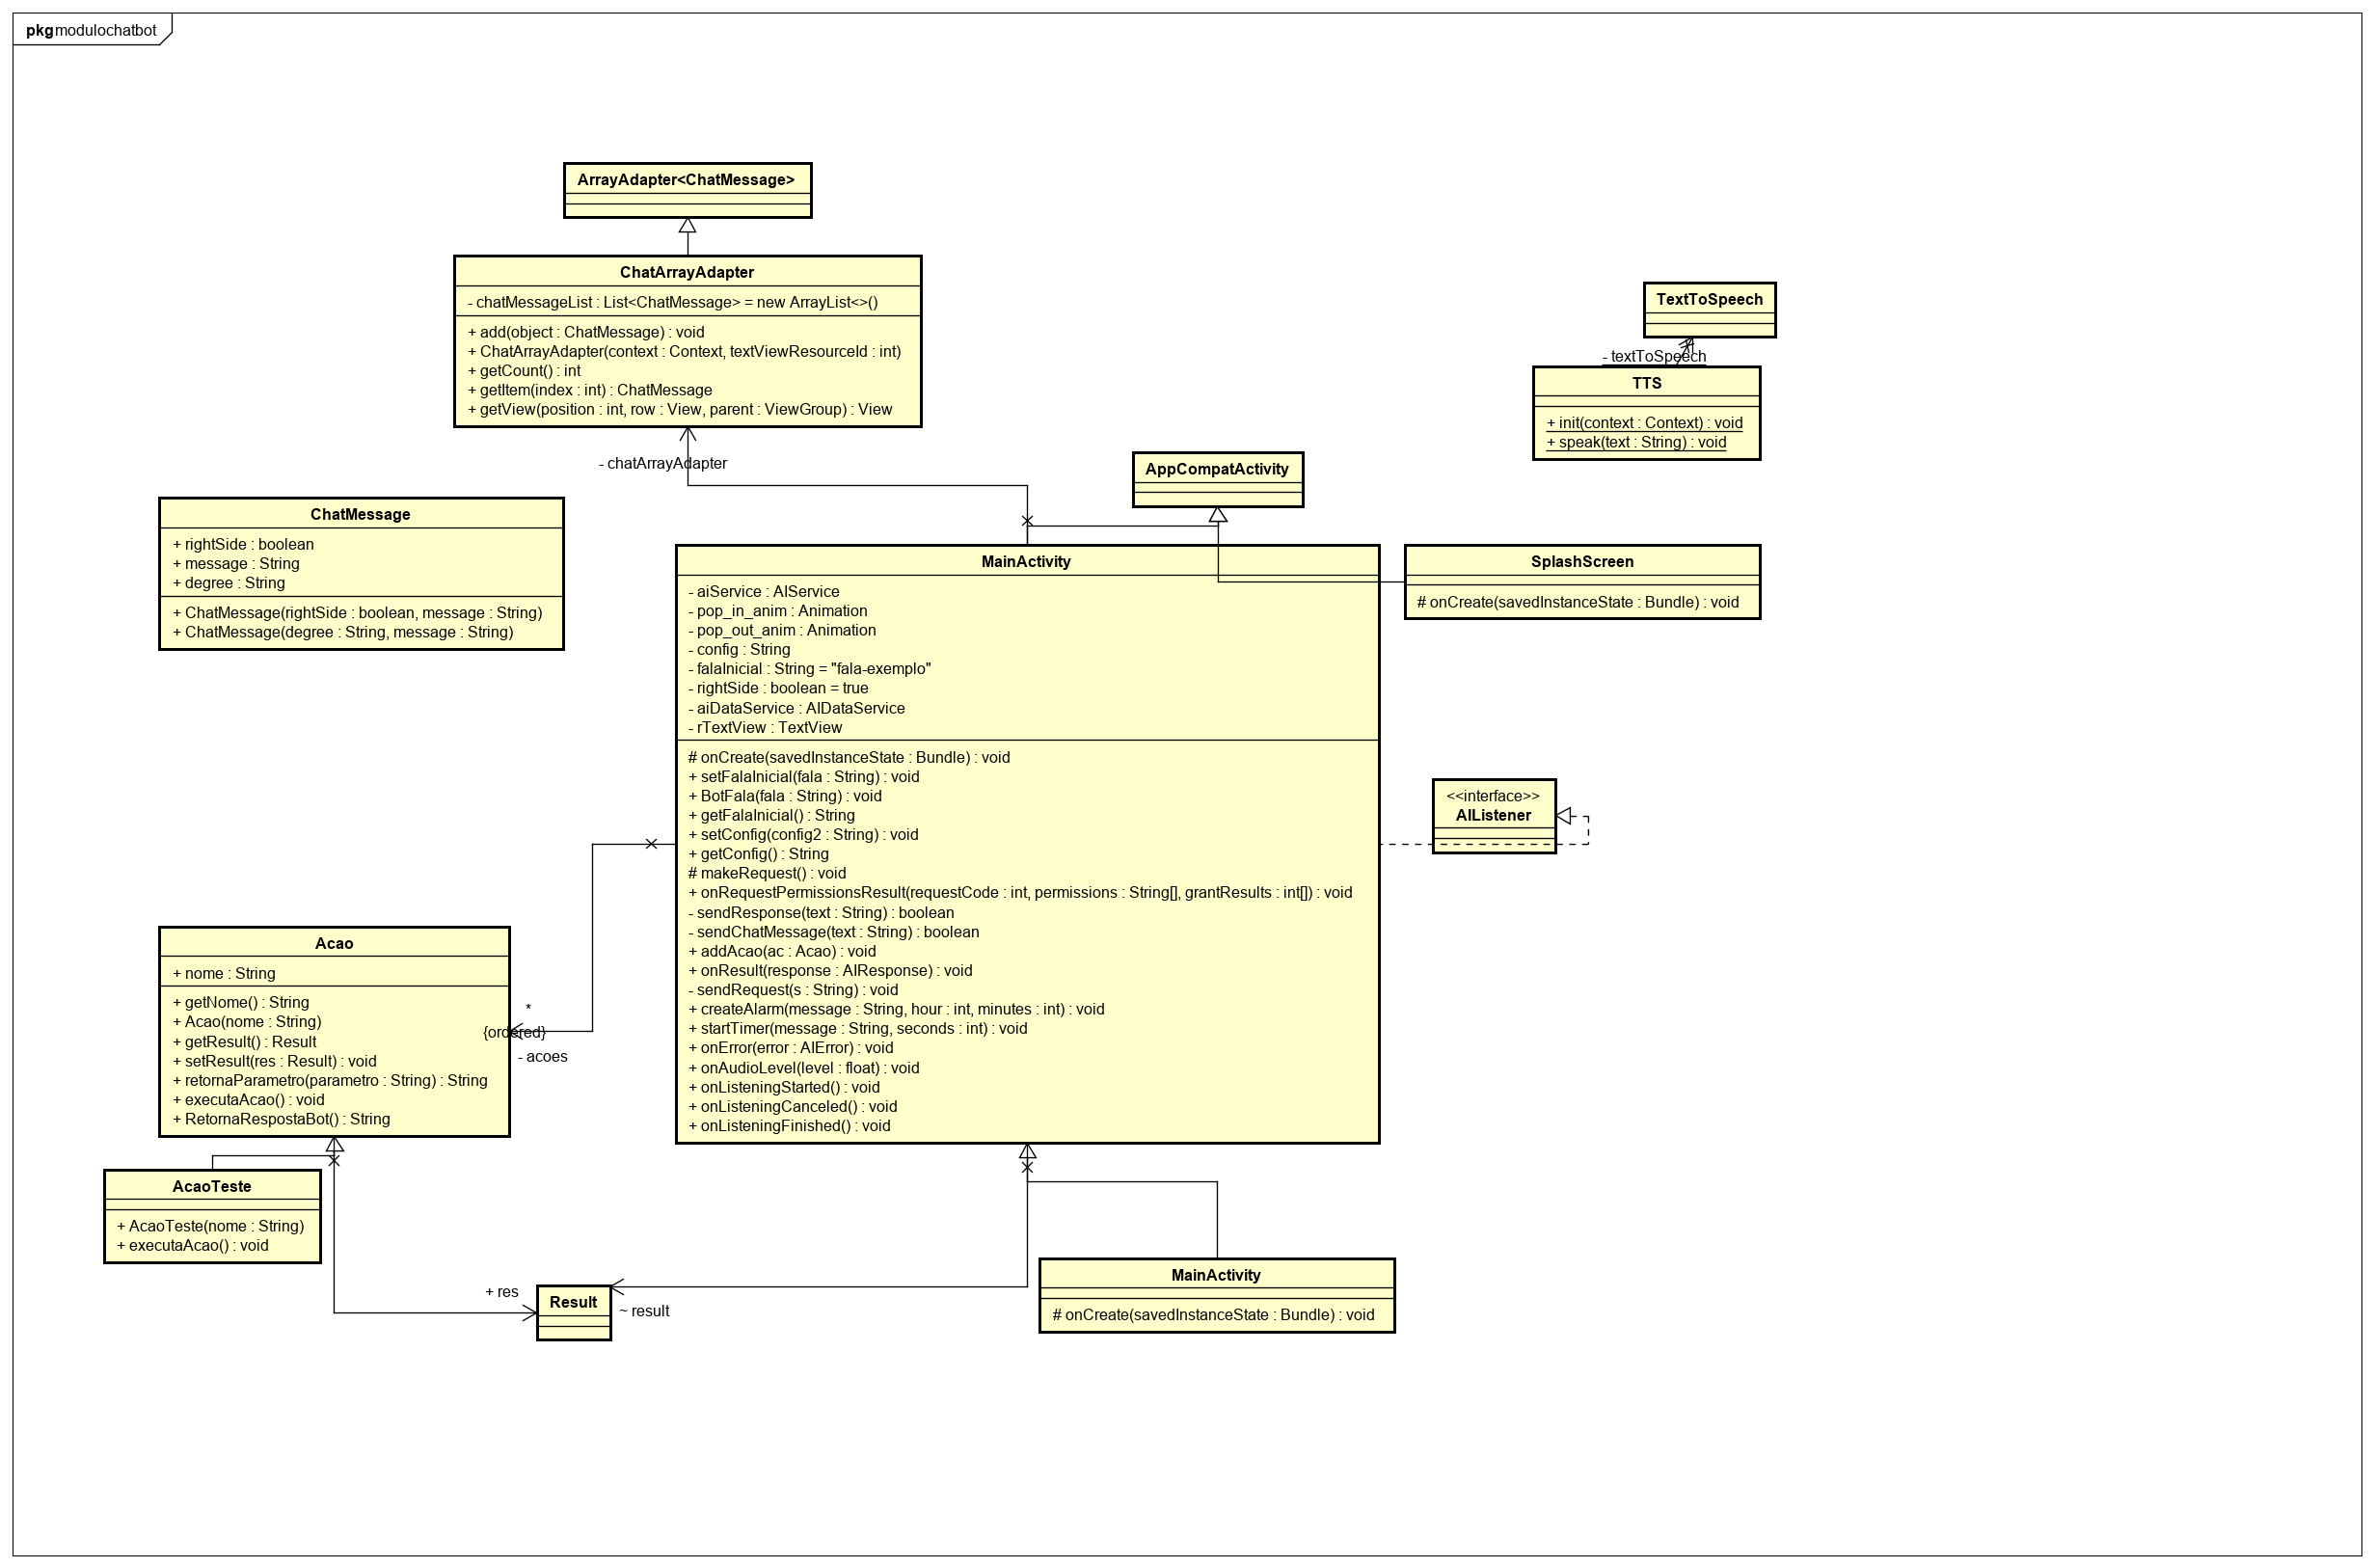 pkg modulochatbot
ArrayAdapter<ChatMessage>
ChatArrayAdapter
- chatMessageList : List<ChatMessage> = new ArrayList<>()
+ add(object : ChatMessage) : void
+ ChatArrayAdapter(context : Context, textViewResourceId : int)
+ getCount() : int
+ getItem(index : int) : ChatMessage
+ getView(position : int, row : View, parent : ViewGroup) : View
- chatArrayAdapter
TextToSpeech
- textToSpeech
TTS
+ init(context : Context) : void
+ speak(text : String) : void
AppCompatActivity
ChatMessage
+ rightSide : boolean
+ message : String
+ degree : String
+ ChatMessage(rightSide : boolean, message : String)
+ ChatMessage(degree : String, message : String)
MainActivity
- aiService : AIService
- pop_in_anim : Animation
- pop_out_anim : Animation
- config : String
- falaInicial : String = "fala-exemplo"
- rightSide : boolean = true
- aiDataService : AIDataService
- rTextView : TextView
# onCreate(savedInstanceState : Bundle) : void
+ setFalaInicial(fala : String) : void
+ BotFala(fala : String) : void
+ getFalaInicial() : String
+ setConfig(config2 : String) : void
+ getConfig() : String
# makeRequest() : void
+ onRequestPermissionsResult(requestCode : int, permissions : String[], grantResults : int[]) : void
- sendResponse(text : String) : boolean
- sendChatMessage(text : String) : boolean
+ addAcao(ac : Acao) : void
+ onResult(response : AIResponse) : void
- sendRequest(s : String) : void
+ createAlarm(message : String, hour : int, minutes : int) : void
+ startTimer(message : String, seconds : int) : void
+ onError(error : AIError) : void
+ onAudioLevel(level : float) : void
+ onListeningStarted() : void
+ onListeningCanceled() : void
+ onListeningFinished() : void
SplashScreen
# onCreate(savedInstanceState : Bundle) : void
<<interface>>
AIListener
Acao
+ nome : String
+ getNome() : String
+ Acao(nome : String)
+ getResult() : Result
+ setResult(res : Result) : void
+ retornaParametro(parametro : String) : String
+ executaAcao() : void
+ RetornaRespostaBot() : String
*
{ordered}
- acoes
AcaoTeste
+ AcaoTeste(nome : String)
+ executaAcao() : void
+ res
Result
~ result
MainActivity
# onCreate(savedInstanceState : Bundle) : void